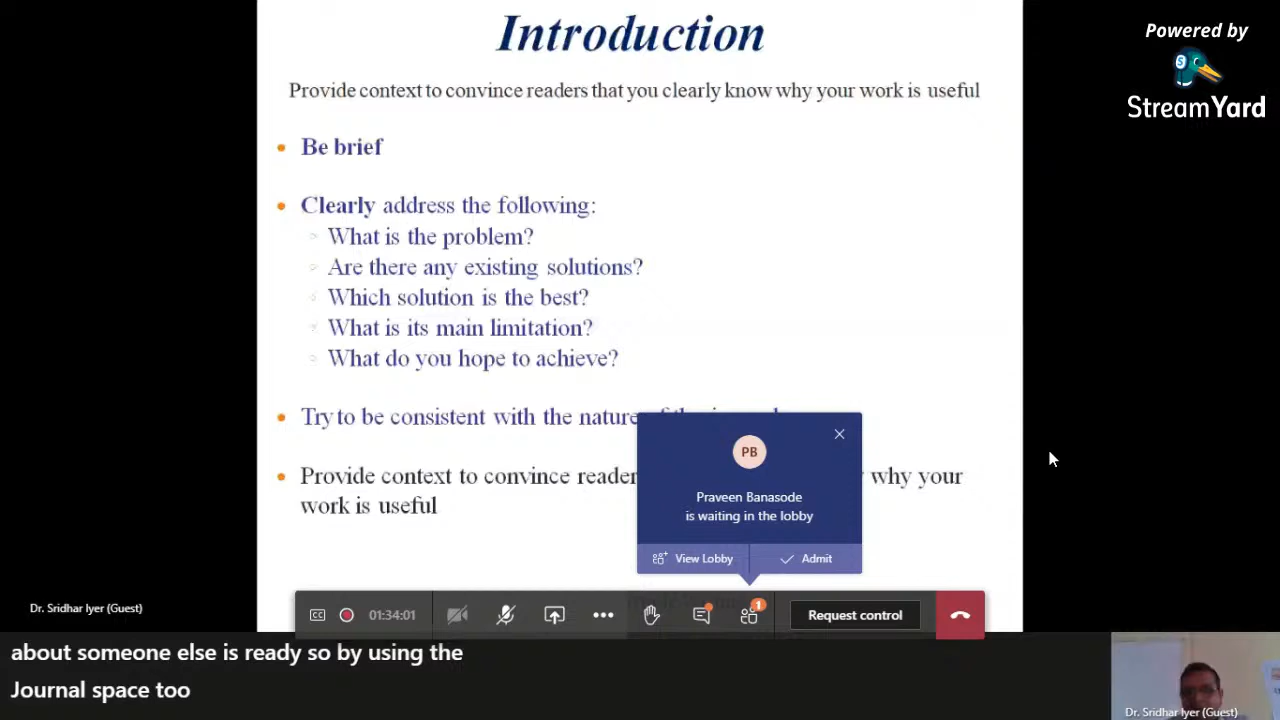 Introduction
Powered by
StreamYard
Provide context to convince readers that you clearly know why your work is useful
Be brief
Clearly address the following:
What is the problem?
Are there any existing solutions?
Which solution is the best?
What is its main limitation?
What do you hope to achieve?
Try to be consistent with the nature
Provide context to convince reader why your
work is useful
PB
Praveen Banasode
is waiting in the lobby
View Lobby
Admit
Dr. Sridhar Iyer (Guest)
CC
01:34:01
1
Request control
about someone else is ready so by using the
Journal space too
Dr. Sridhar Iyer (Guest)